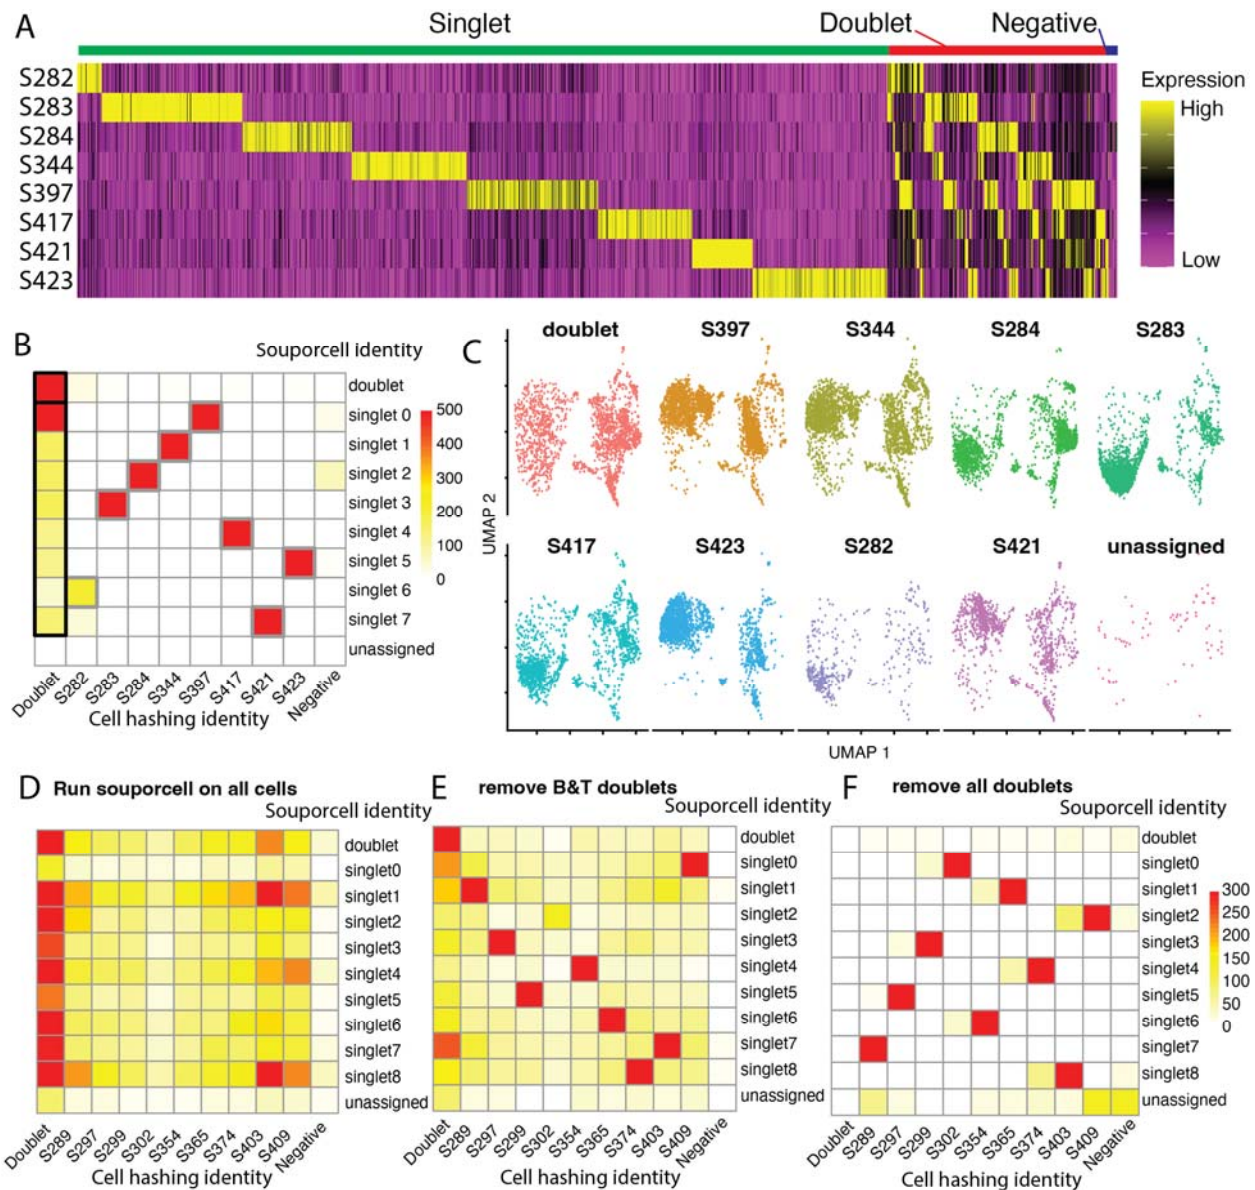 A
Singlet
Doublet
Negative
S282
S283
S284
S344
S397
S417
S421
S423
Expression
High
Low
B
Souporcell identity
doublet
singlet 0
singlet 1
singlet 2
singlet 3
singlet 4
singlet 5
singlet 6
singlet 7
unassigned
500
400
300
200
100
0
Doublet
S282
S283
S284
S344
S397
S417
S421
S423
Negative
Cell hashing identity
C
doublet
S397
S344
S284
S283
S417
S423
S282
S421
unassigned
UMAP 2
UMAP 1
D
Run souporcell on all cells
Souporcell identity
doublet
singlet0
singlet1
singlet2
singlet3
singlet4
singlet5
singlet6
singlet7
singlet8
unassigned
Doublet
S289
S297
S299
S302
S354
S365
S374
S403
S409
Negative
Cell hashing identity
E
remove B&T doublets
Souporcell identity
doublet
singlet0
singlet1
singlet2
singlet3
singlet4
singlet5
singlet6
singlet7
singlet8
unassigned
Doublet
S289
S297
S299
S302
S354
S365
S374
S403
S409
Negative
Cell hashing identity
F
remove all doublets
Souporcell identity
doublet
singlet0
singlet1
singlet2
singlet3
singlet4
singlet5
singlet6
singlet7
singlet8
unassigned
300
250
200
150
100
50
0
Doublet
S289
S297
S299
S302
S354
S365
S374
S403
S409
Negative
Cell hashing identity